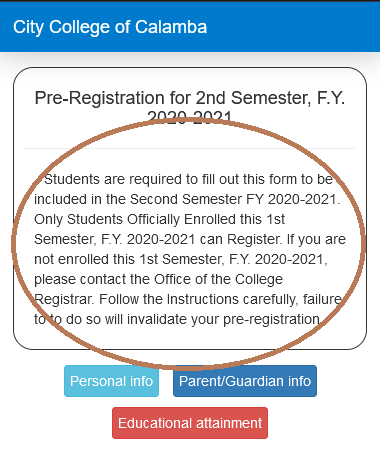 City College of Calamba
Pre-Registration for 2nd Semester, F.Y.
2020-2021
Students are required to fill out this form to be
included in the Second Semester FY 2020-2021.
Only Students Officially Enrolled this 1st
Semester, F.Y. 2020-2021 can Register. If you are
not enrolled this 1st Semester, F.Y. 2020-2021,
please contact the Office of the College
Registrar. Follow the Instructions carefully, failure
to to do so will invalidate your pre-registration
Personal info
Parent/Guardian info
Educational attainment